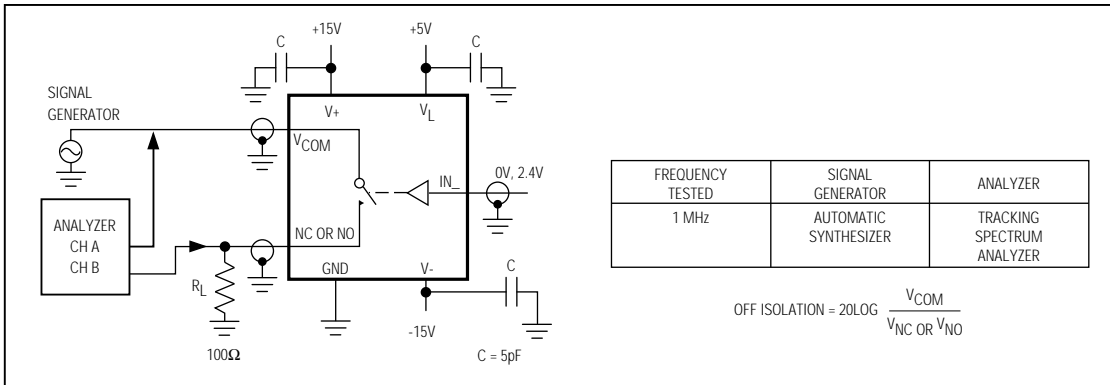 +15V
+5V
C
C
SIGNAL
GENERATOR
V+
VL
VCOM
IN_
0V, 2.4V
ANALYZER
CH A
CH B
NC OR NO
GND
V-
C
RL
-15V
100Ω
C = 5pF
FREQUENCY
TESTED
SIGNAL
GENERATOR
ANALYZER
1 MHz
AUTOMATIC
SYNTHESIZER
TRACKING
SPECTRUM
ANALYZER
OFF ISOLATION = 20LOG VCOM
VNC OR VNO